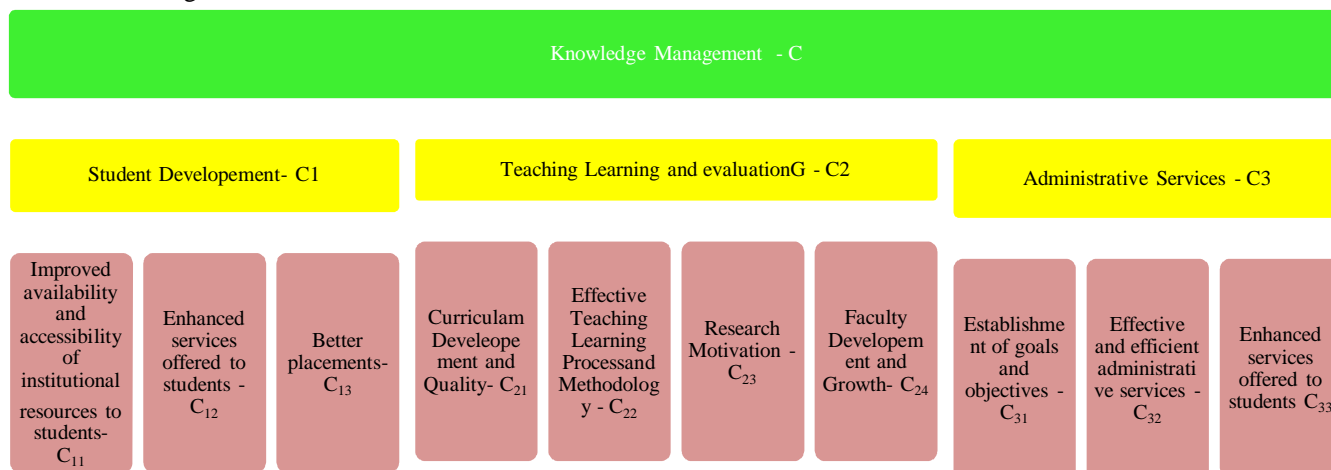 Knowledge Management - C
Student Developement- C1
Teaching Learning and evaluationG - C2
Administrative Services - C3
Improved
availability
and
accessibility
of
institutional
resources to
students-
C₁₁
Enhanced
services
offered to
students -
C₁₂
Better
placements-
C₁₃
Curriculam
Develeope
ment and
Quality- C₂₁
Effective
Teaching
Learning
Processand
Methodolog
y - C₂₂
Research
Motivation -
C₂₃
Faculty
Developem
ent and
Growth- C₂₄
Establishme
nt of goals
and
objectives -
C₃₁
Effective
and efficient
administrati
ve services -
C₃₂
Enhanced
services
offered to
students C₃₃